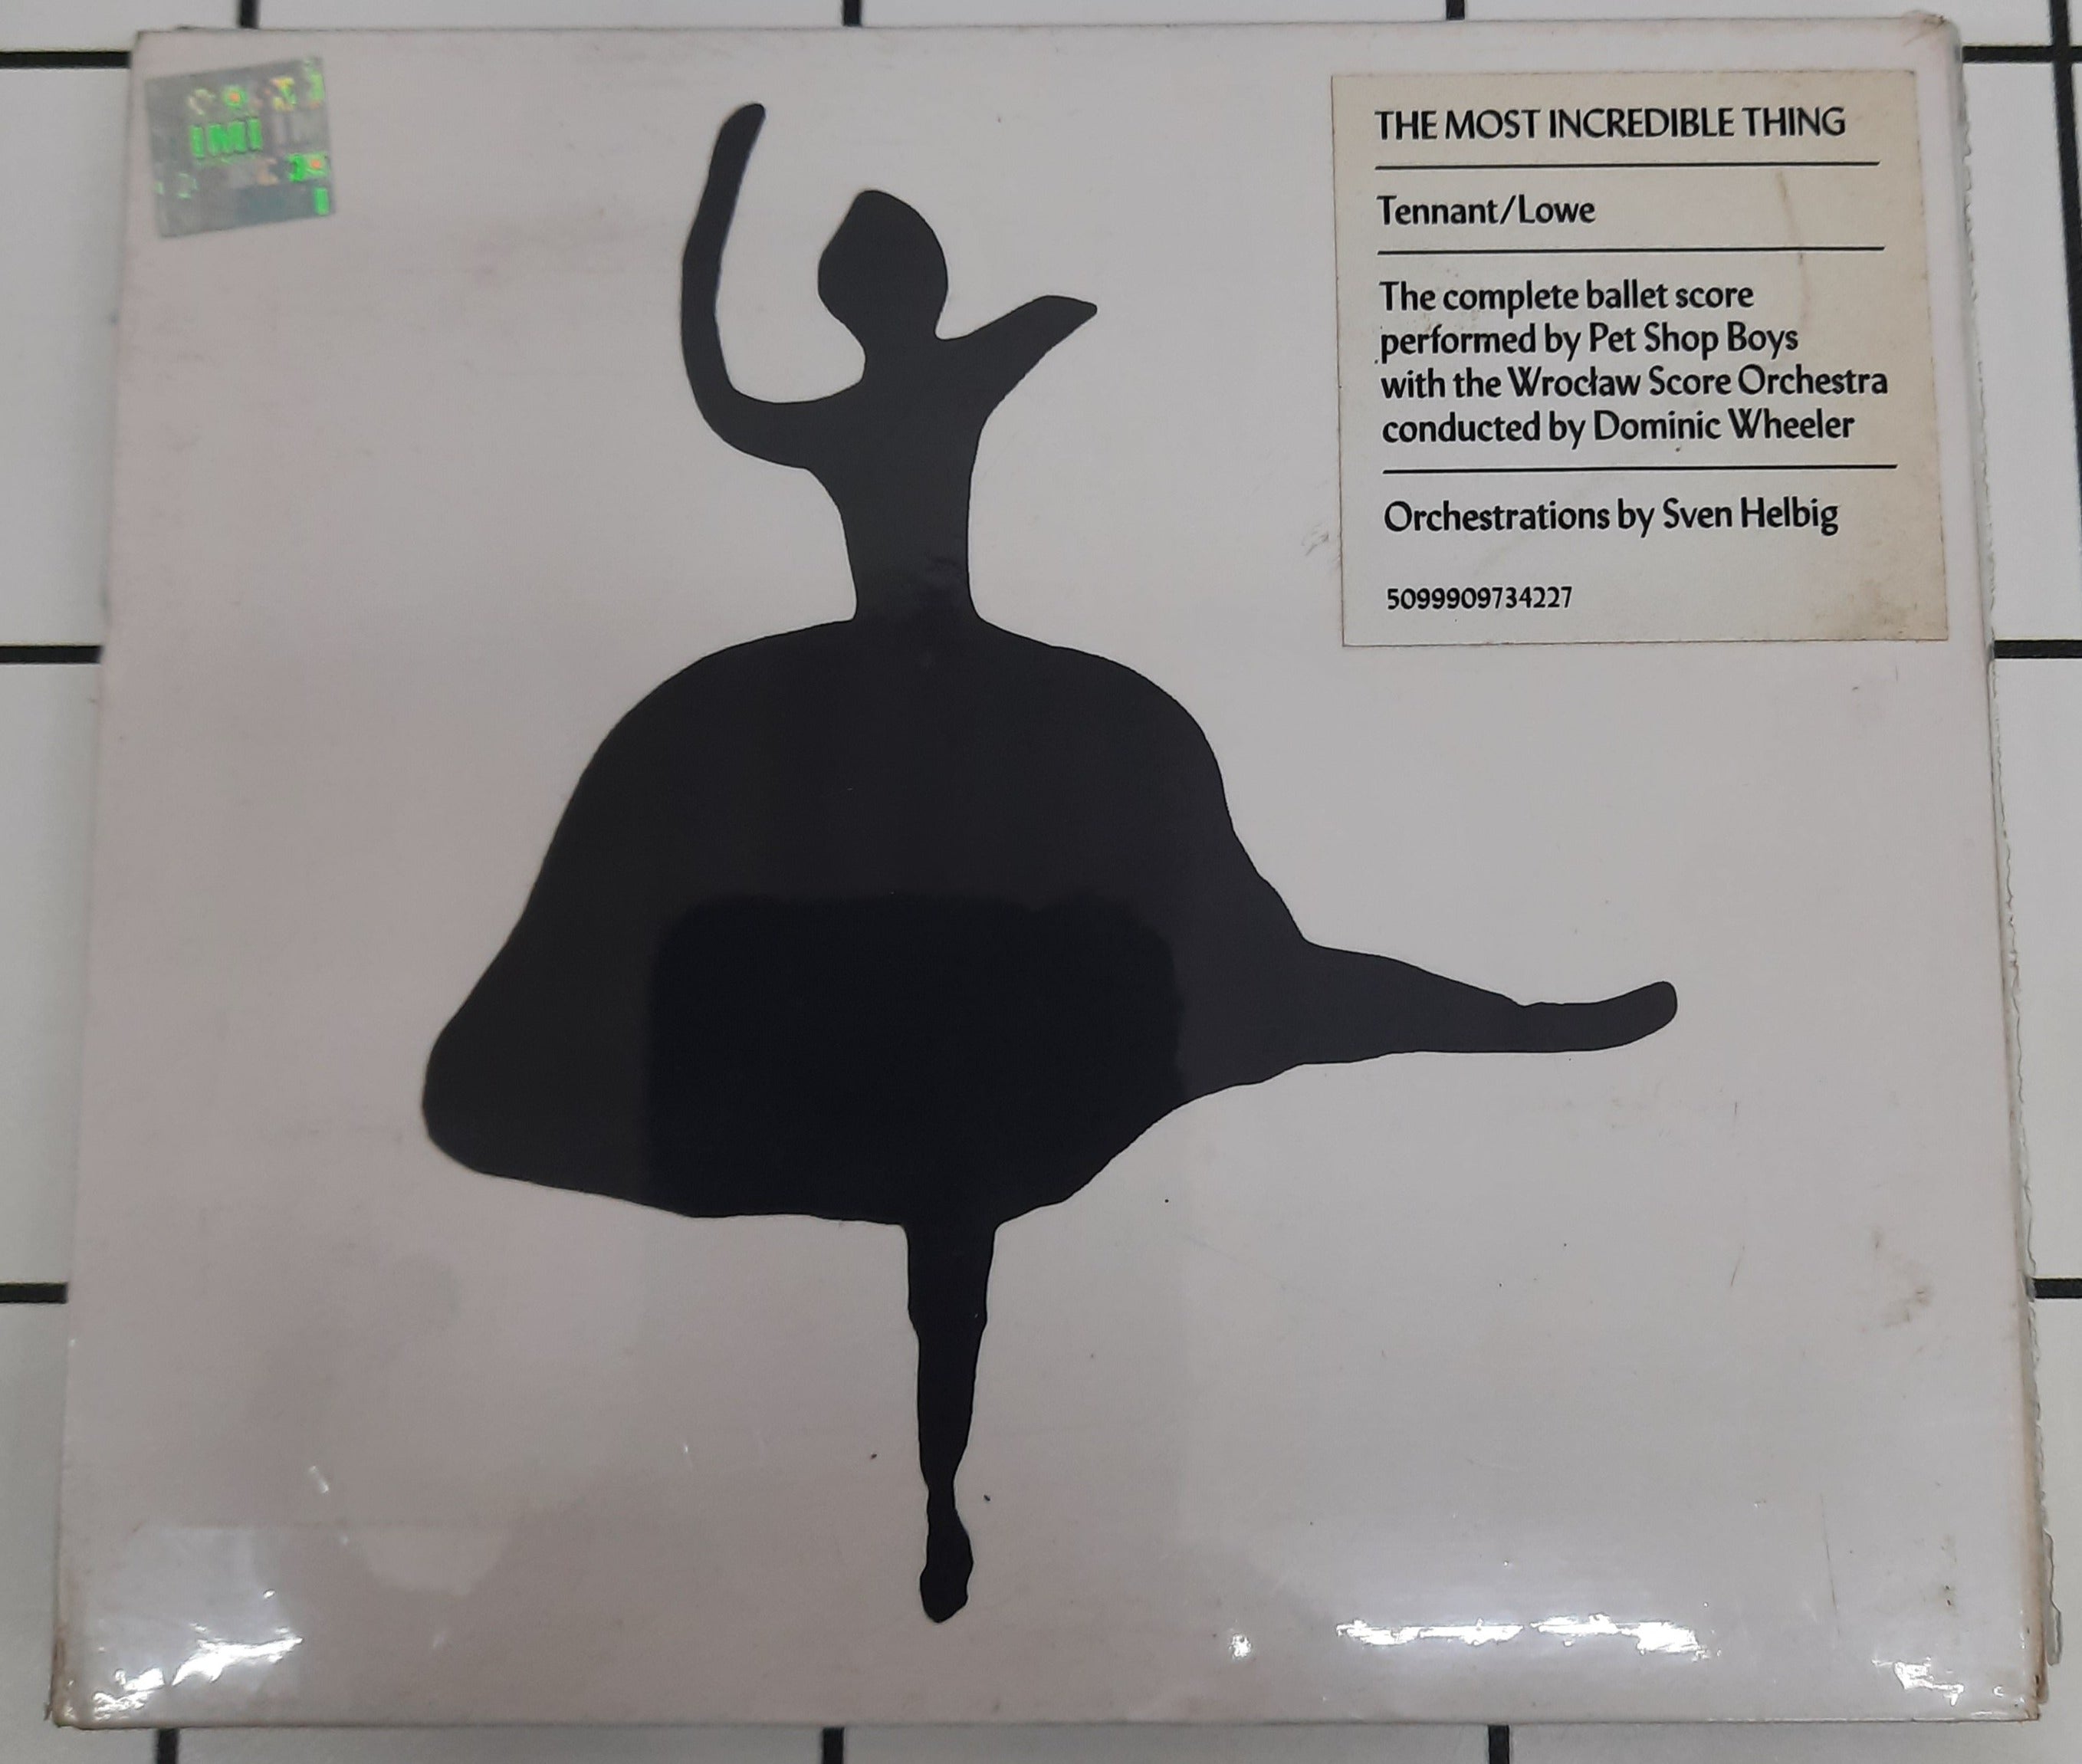 IMI
THE MOST INCREDIBLE THING
Tennant/Lowe
The complete ballet score
performed by Pet Shop Boys
with the Wrocław Score Orchestra
conducted by Dominic Wheeler
Orchestrations by Sven Helbig
5099909734227